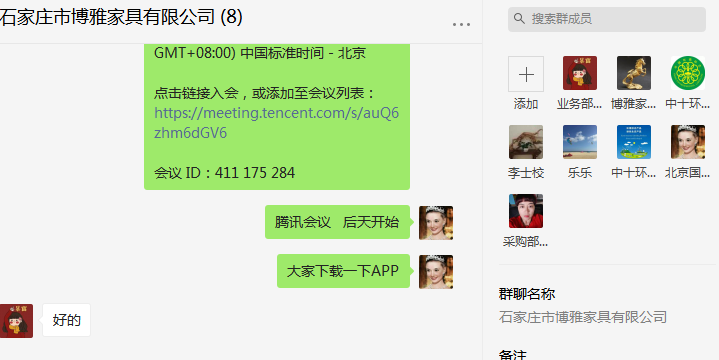 石家庄市博雅家具有限公司 (8)
...
GMT+08:00) 中国标准时间 - 北京
点击链接入会，或添加至会议列表：
https://meeting.tencent.com/s/auQ6
zhm6dGV6
会议 ID：411 175 284
腾讯会议 后天开始
大家下载一下APP
好的
搜索群成员
添加 业务部... 博雅家... 中十环...
李士校 乐乐 中十环... 北京国...
采购部...
群聊名称
石家庄市博雅家具有限公司
备注